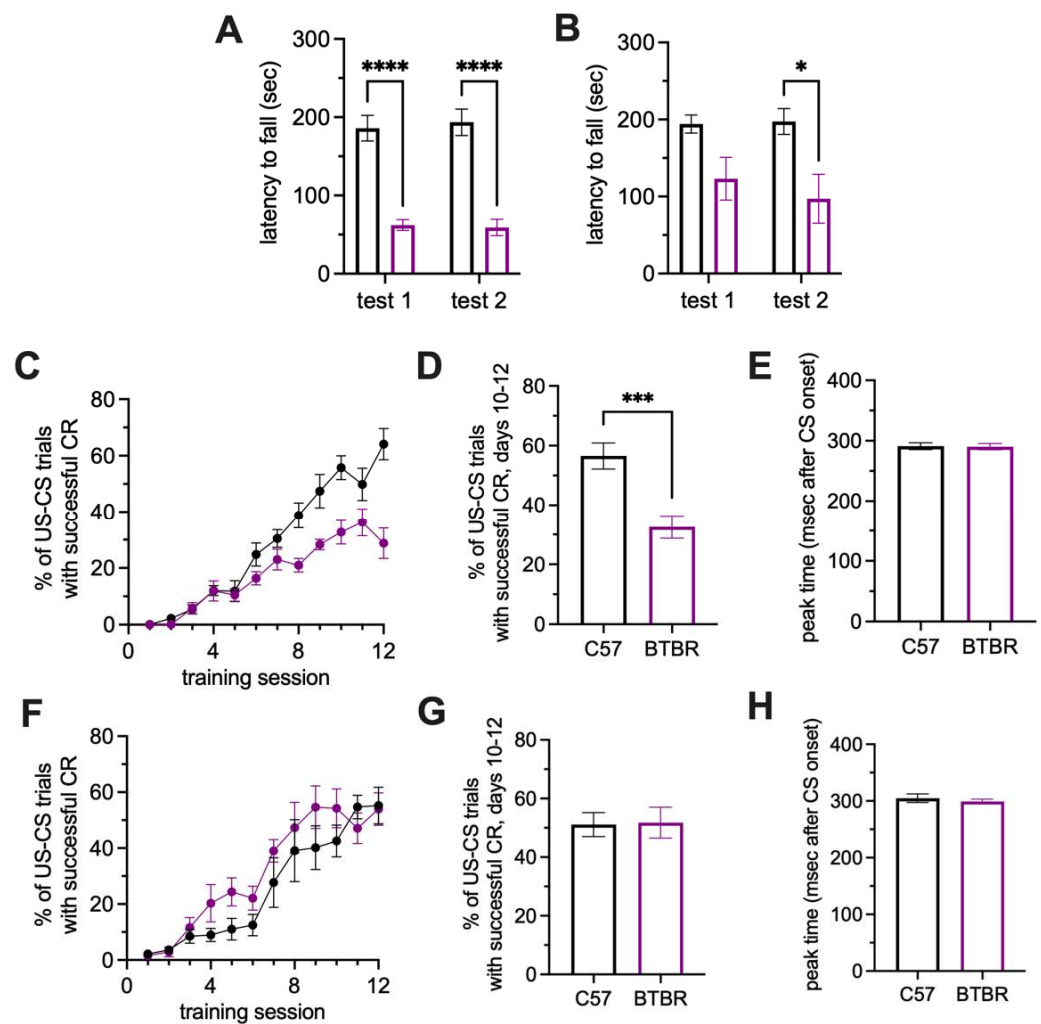 A
latency to fall (sec)
300
200
100
0
****
****
test 1
test 2
B
latency to fall (sec)
300
200
100
0
*
test 1
test 2
C
% of US-CS trials
with successful CR
80
60
40
20
0
0
4
8
12
training session
D
% of US-CS trials
with successful CR, days 10-12
80
60
40
20
0
***
C57
BTBR
E
peak time (msec after CS onset)
400
300
200
100
0
C57
BTBR
F
% of US-CS trials
with successful CR
80
60
40
20
0
0
4
8
12
training session
G
% of US-CS trials
with successful CR, days 10-12
80
60
40
20
0
C57
BTBR
H
peak time (msec after CS onset)
400
300
200
100
0
C57
BTBR